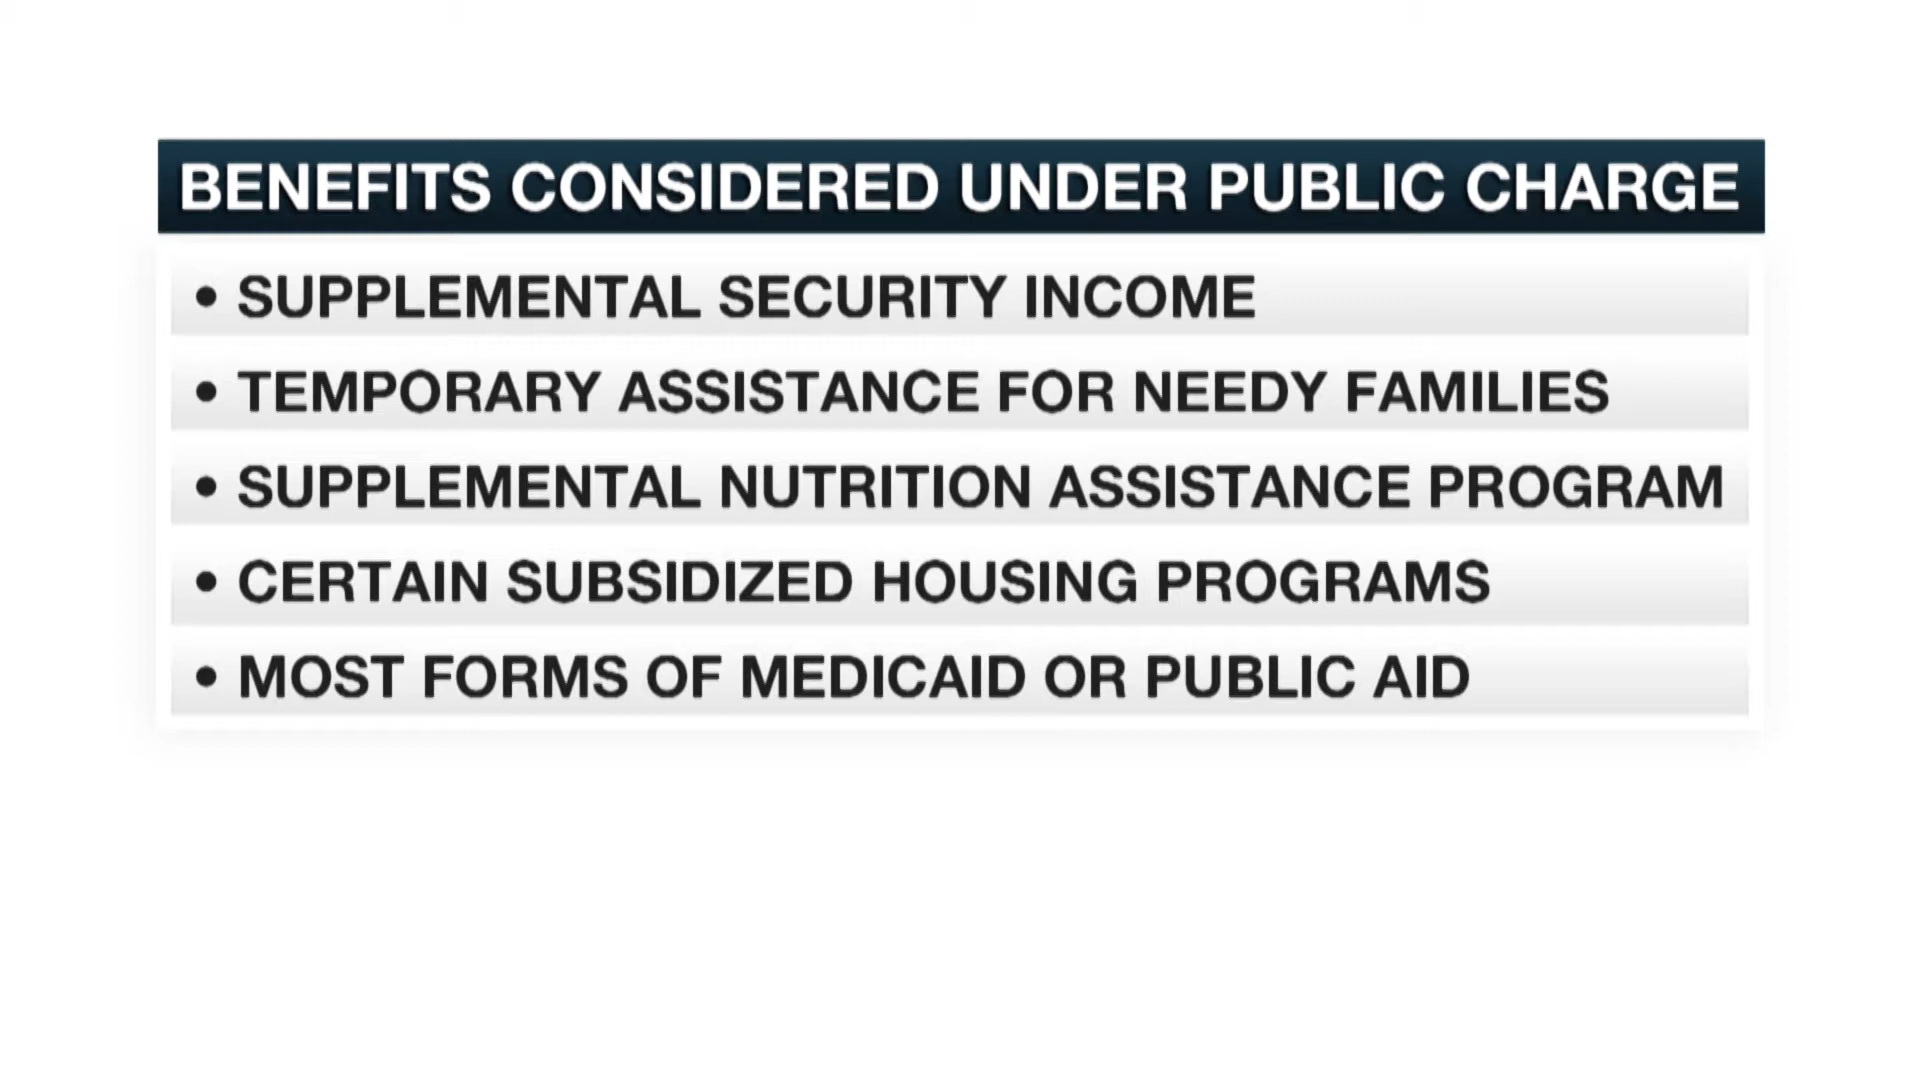 BENEFITS CONSIDERED UNDER PUBLIC CHARGE
• SUPPLEMENTAL SECURITY INCOME
• TEMPORARY ASSISTANCE FOR NEEDY FAMILIES
• SUPPLEMENTAL NUTRITION ASSISTANCE PROGRAM
• CERTAIN SUBSIDIZED HOUSING PROGRAMS
• MOST FORMS OF MEDICAID OR PUBLIC AID